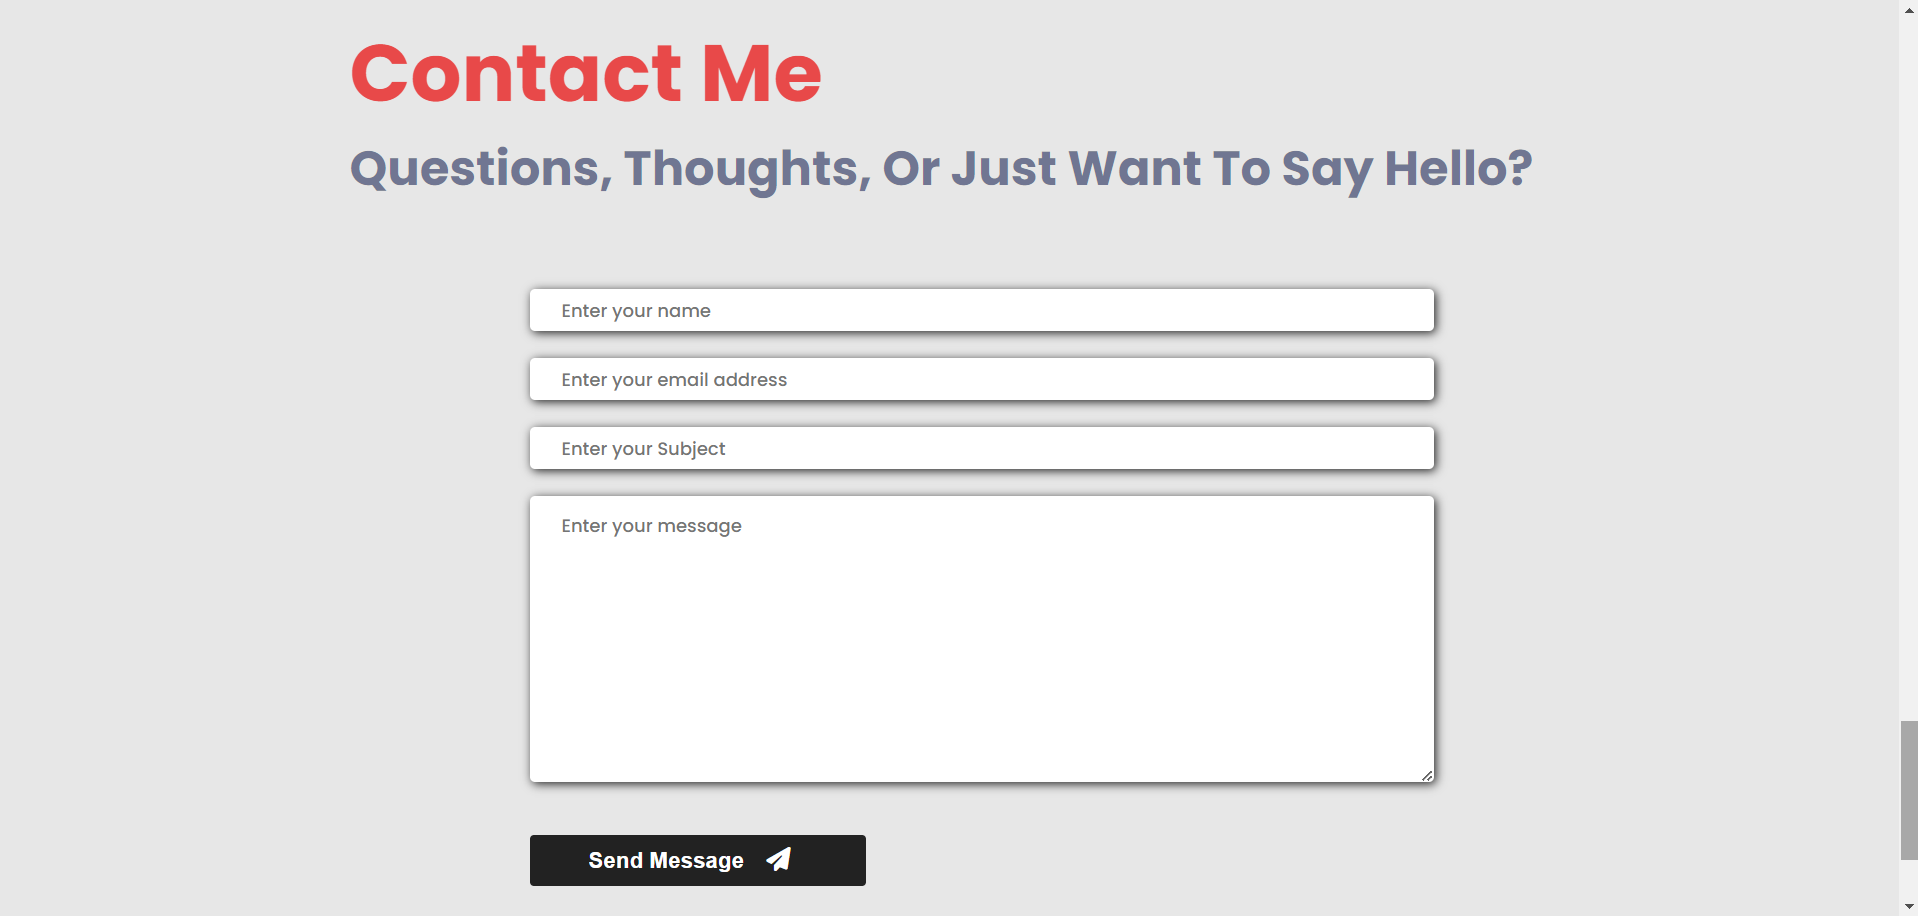 Contact Me
Questions, Thoughts, Or Just Want To Say Hello?
Enter your name
Enter your email address
Enter your Subject
Enter your message
Send Message